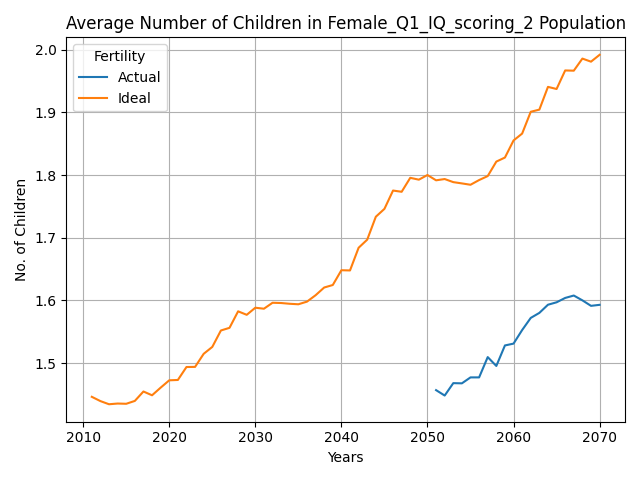 Average Number of Children in Female_Q1_IQ_scoring_2 Population
Fertility
Actual
Ideal
No. of Children
2.0
1.9
1.8
1.7
1.6
1.5
2010 2020 2030 2040 2050 2060 2070
Years